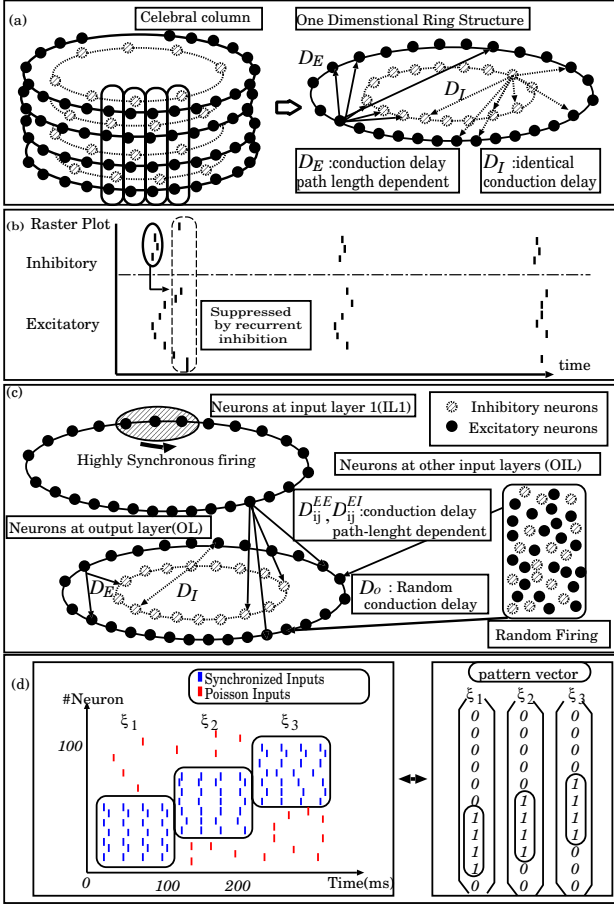 (a)
Celebral column
One Dimenstional Ring Structure
D_E
D_I
D_E :conduction delay
path length dependent
D_I :identical
conduction delay
(b)
Raster Plot
Inhibitory
Excitatory
Suppressed
by recurrent
inhibition
time
(c)
Neurons at input layer 1(IL1)
Inhibitory neurons
Excitatory neurons
Highly Synchronous firing
Neurons at other input layers (OIL)
Neurons at output layer(OL)
D_ij^EE, D_ij^EI :conduction delay
path-lenght dependent
D_E
D_I
D_o : Random
conduction delay
Random Firing
(d)
Synchronized Inputs
Poisson Inputs
#Neuron
ξ1 ξ2 ξ3
100
0 100 200 Time(ms)
pattern vector
ξ1 ξ2 ξ3
0 0 0
0 0 0
0 0 0
0 0 0
0 0 1
0 1 1
1 1 1
1 1 1
1 1 0
1 0 0
0 0 0